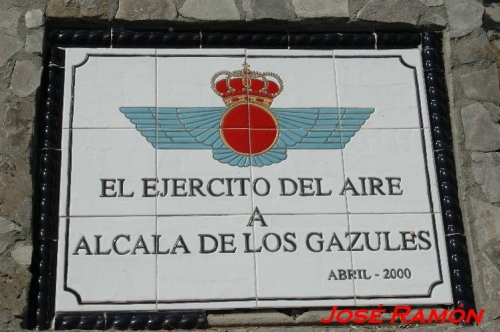 EL EJERCITO DEL AIRE
A
ALCALA DE LOS GAZULES
ABRIL - 2000
JOSÉ RAMÓN